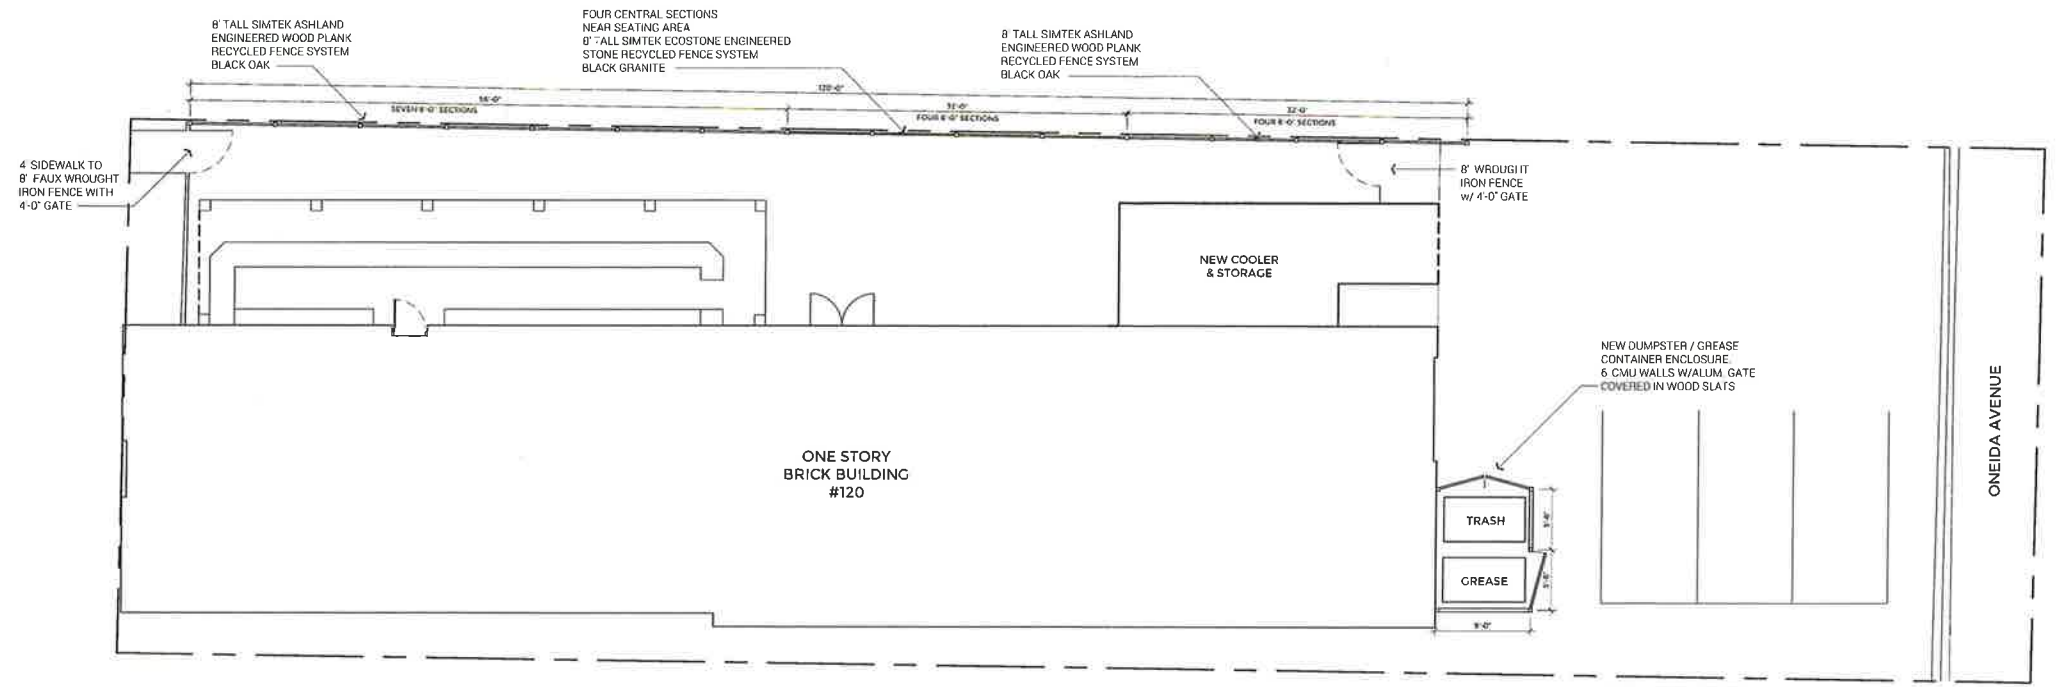 8' TALL SIMTEK ASHLAND
ENGINEERED WOOD PLANK
RECYCLED FENCE SYSTEM
BLACK OAK
FOUR CENTRAL SECTIONS
NEAR SEATING AREA
8' TALL SIMTEK ECOSTONE ENGINEERED
STONE RECYCLED FENCE SYSTEM
BLACK GRANITE
8' TALL SIMTEK ASHLAND
ENGINEERED WOOD PLANK
RECYCLED FENCE SYSTEM
BLACK OAK
120'-0"
56'-0"
SEVEN 8'-0" SECTIONS
32'-0"
FOUR 8'-0" SECTIONS
32'-0"
FOUR 8'-0" SECTIONS
4' SIDEWALK TO
8' FAUX WROUGHT
IRON FENCE WITH
4'-0" GATE
8' WROUGHT
IRON FENCE
w/ 4'-0" GATE
NEW COOLER
& STORAGE
NEW DUMPSTER / GREASE
CONTAINER ENCLOSURE.
6' CMU WALLS W/ALUM. GATE
COVERED IN WOOD SLATS
ONE STORY
BRICK BUILDING
#120
TRASH
GREASE
9'-0"
ONEIDA AVENUE